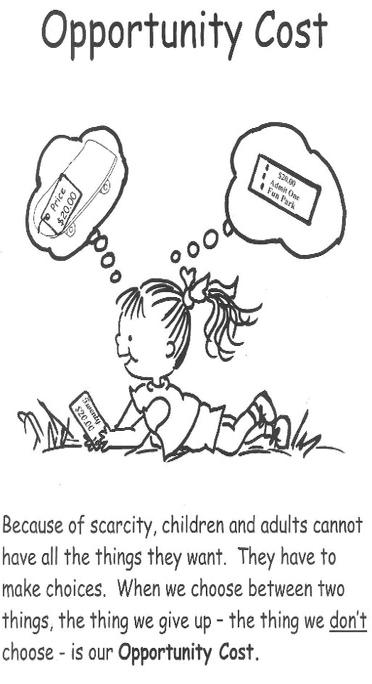 Opportunity Cost
Price
$20.00
$20.00
Admit One
Fun Park
Twenty
$20.00
Because of scarcity, children and adults cannot
have all the things they want. They have to
make choices. When we choose between two
things, the thing we give up – the thing we don't
choose - is our Opportunity Cost.